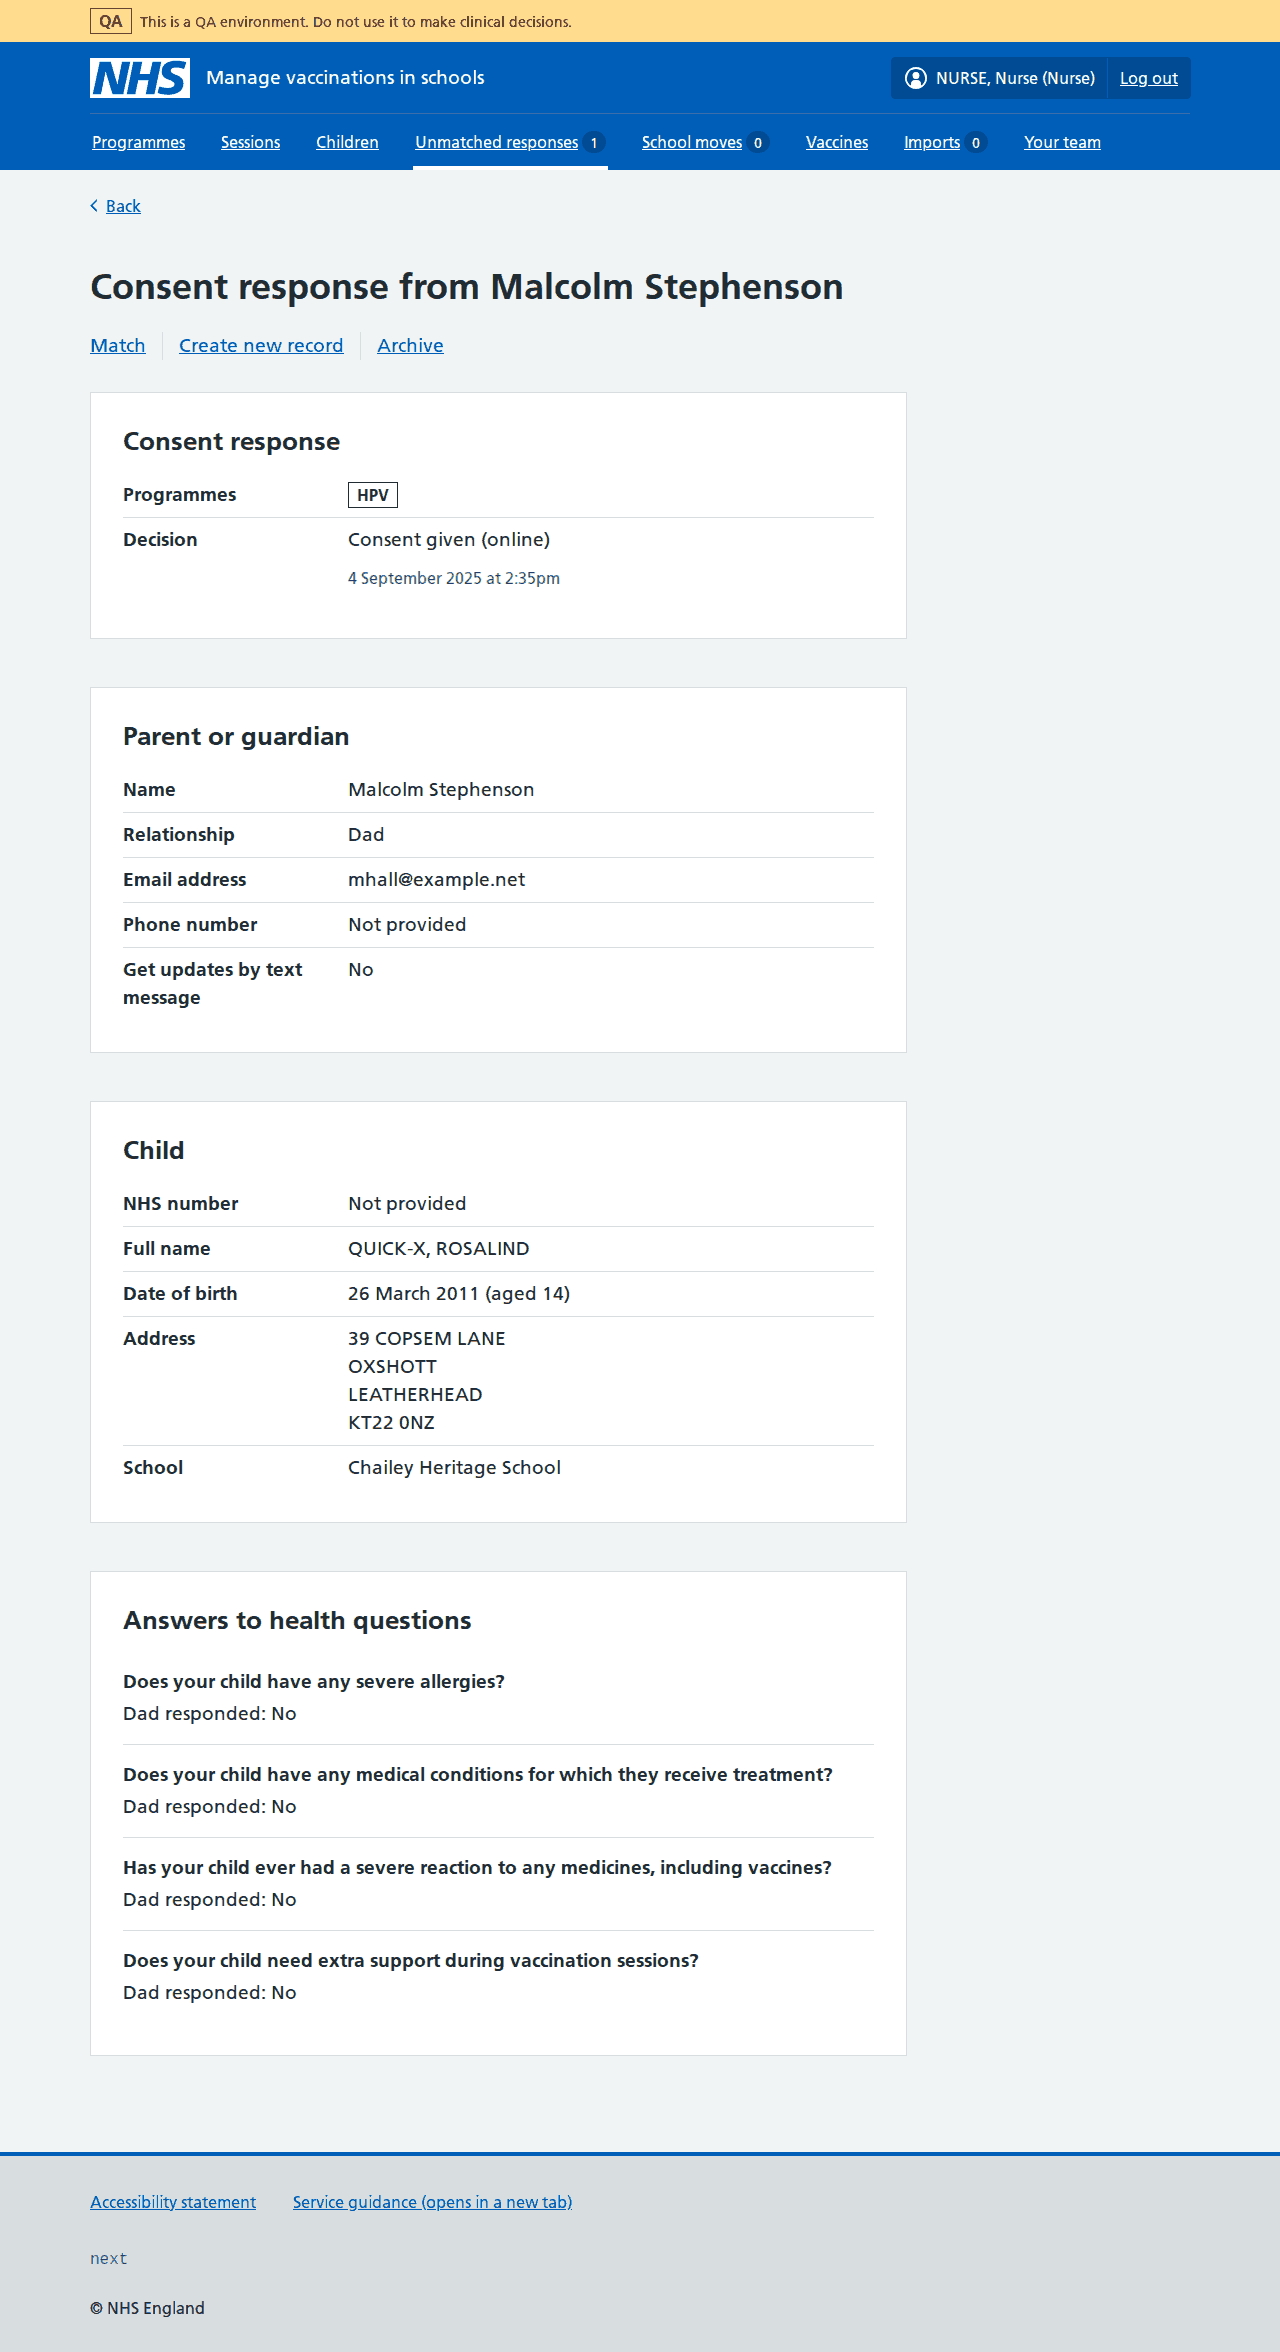 QA This is a QA environment. Do not use it to make clinical decisions.
NHS Manage vaccinations in schools NURSE, Nurse (Nurse) Log out
Programmes Sessions Children Unmatched responses 1 School moves 0 Vaccines Imports 0 Your team
Back
Consent response from Malcolm Stephenson
Match Create new record Archive
Consent response
Programmes HPV
Decision Consent given (online)
4 September 2025 at 2:35pm
Parent or guardian
Name Malcolm Stephenson
Relationship Dad
Email address mhall@example.net
Phone number Not provided
Get updates by text No
message
Child
NHS number Not provided
Full name QUICK-X, ROSALIND
Date of birth 26 March 2011 (aged 14)
Address 39 COPSEM LANE
OXSHOTT
LEATHERHEAD
KT22 0NZ
School Chailey Heritage School
Answers to health questions
Does your child have any severe allergies?
Dad responded: No
Does your child have any medical conditions for which they receive treatment?
Dad responded: No
Has your child ever had a severe reaction to any medicines, including vaccines?
Dad responded: No
Does your child need extra support during vaccination sessions?
Dad responded: No
Accessibility statement Service guidance (opens in a new tab)
next
© NHS England